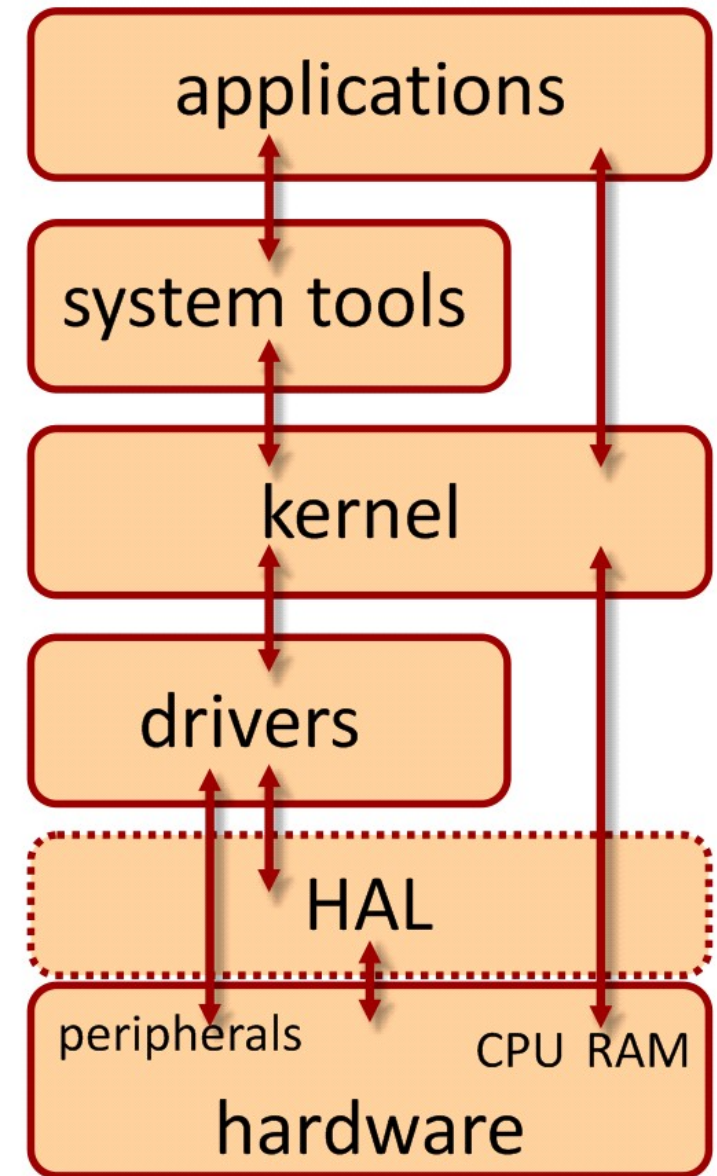 applications
system tools
kernel
drivers
HAL
peripherals
CPU RAM
hardware